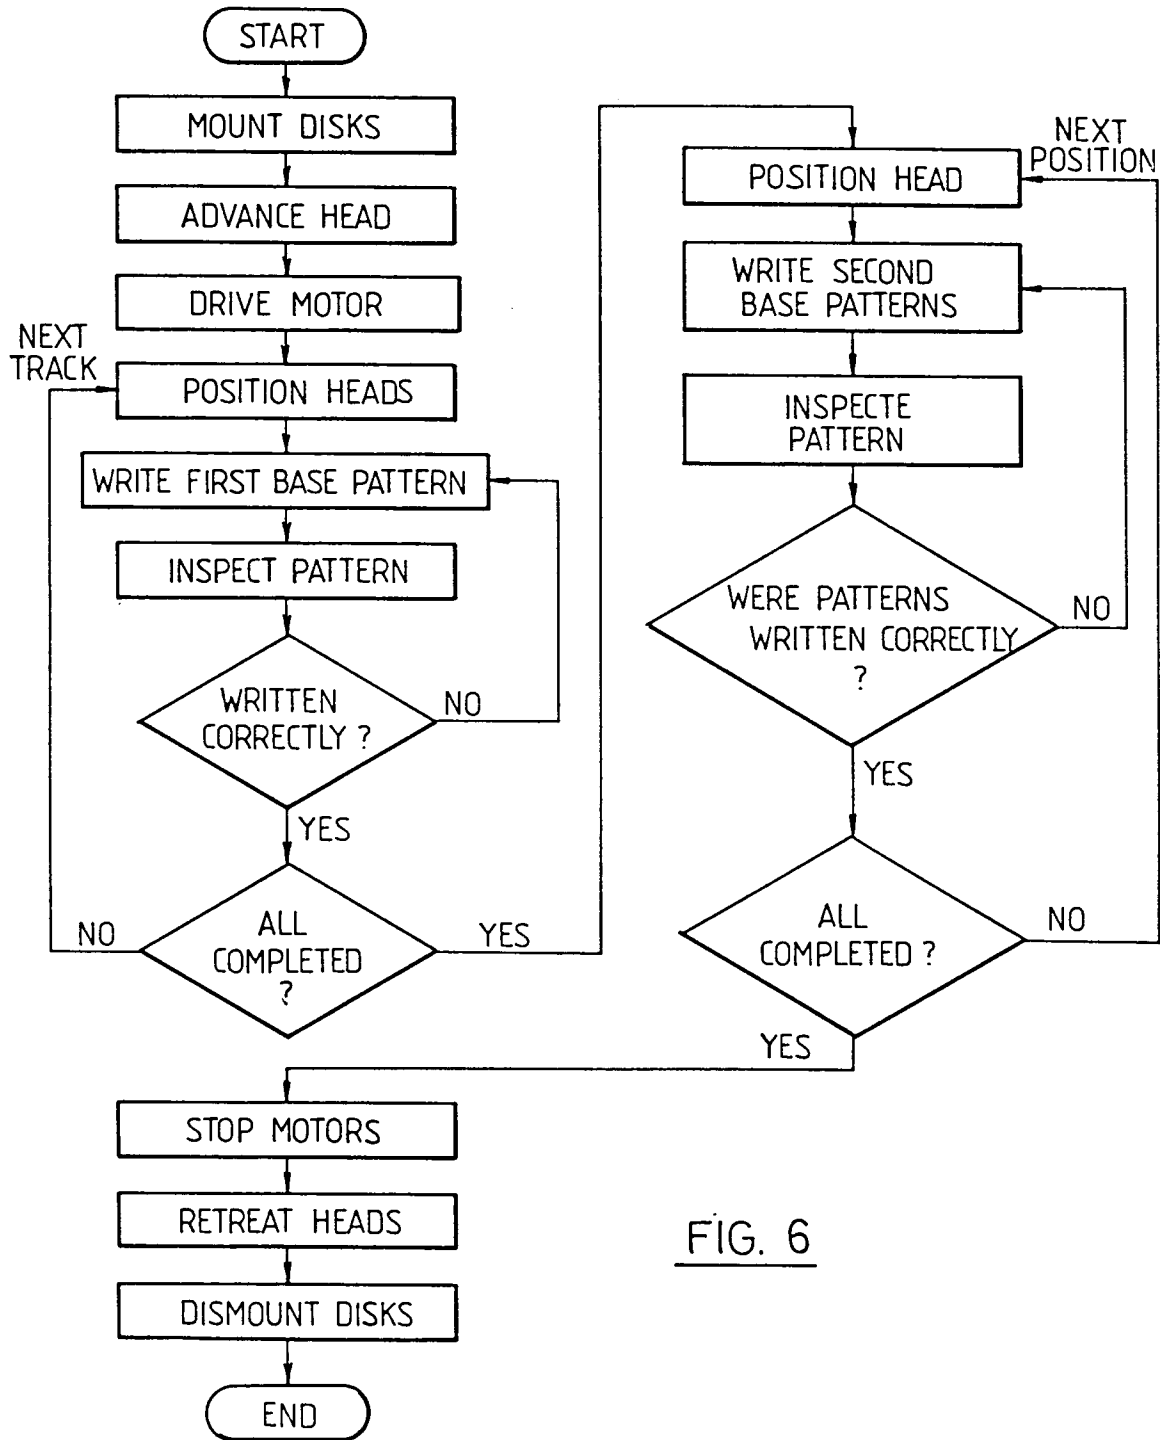 START
MOUNT DISKS
ADVANCE HEAD
DRIVE MOTOR
NEXT
TRACK
POSITION HEADS
WRITE FIRST BASE PATTERN
INSPECT PATTERN
WRITTEN
CORRECTLY ?
NO
YES
ALL
COMPLETED
?
NO
YES
NEXT
POSITION
POSITION HEAD
WRITE SECOND
BASE PATTERNS
INSPECTE
PATTERN
WERE PATTERNS
WRITTEN CORRECTLY
?
NO
YES
ALL
COMPLETED ?
NO
YES
STOP MOTORS
RETREAT HEADS
DISMOUNT DISKS
END
FIG. 6